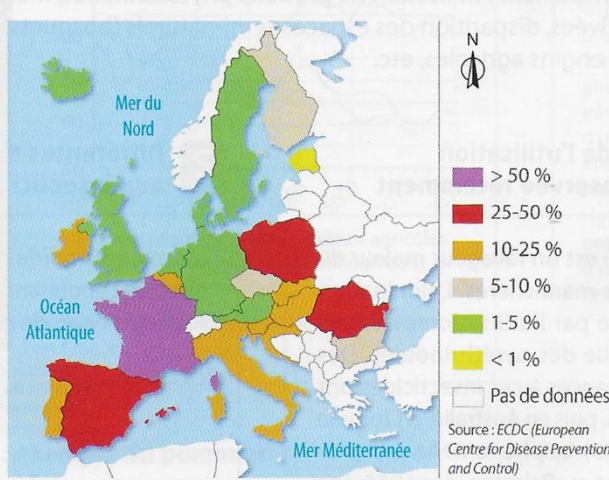 Mer du
Nord
Océan
Atlantique
Mer Méditerranée
N
> 50 %
25-50 %
10-25 %
5-10 %
1-5 %
< 1 %
Pas de données
Source : ECDC (European
Centre for Disease Prevention
and Control)